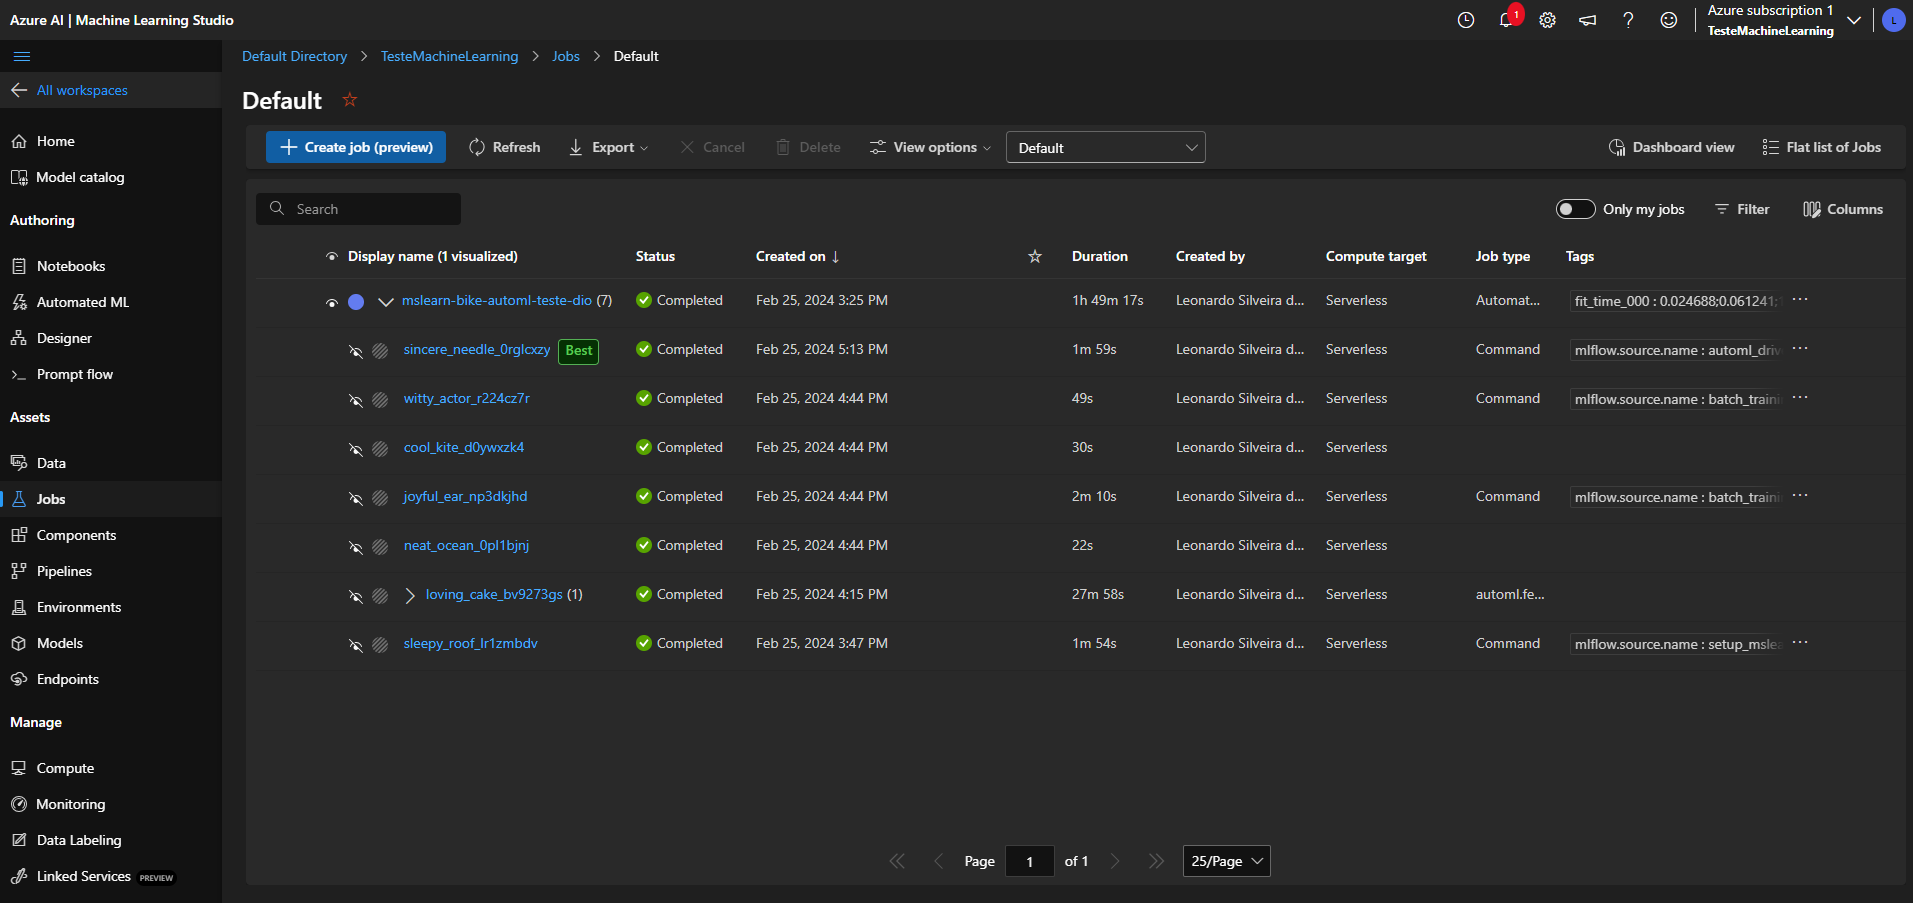 Azure AI | Machine Learning Studio
1
Azure subscription 1
TesteMachineLearning
L
All workspaces
Home
Model catalog
Authoring
Notebooks
Automated ML
Designer
Prompt flow
Assets
Data
Jobs
Components
Pipelines
Environments
Models
Endpoints
Manage
Compute
Monitoring
Data Labeling
Linked Services PREVIEW
Default Directory > TesteMachineLearning > Jobs > Default
Default
Create job (preview) Refresh Export Cancel Delete View options Default Dashboard view Flat list of Jobs
Search Only my jobs Filter Columns
Display name (1 visualized) Status Created on ↓ Duration Created by Compute target Job type Tags
mslearn-bike-automl-teste-dio (7) Completed Feb 25, 2024 3:25 PM 1h 49m 17s Leonardo Silveira d... Serverless Automat... fit_time_000 : 0.024688;0.061241; ...
sincere_needle_0rglcxzy Best Completed Feb 25, 2024 5:13 PM 1m 59s Leonardo Silveira d... Serverless Command mlflow.source.name : automl_driv ...
witty_actor_r224cz7r Completed Feb 25, 2024 4:44 PM 49s Leonardo Silveira d... Serverless Command mlflow.source.name : batch_traini ...
cool_kite_d0ywxzk4 Completed Feb 25, 2024 4:44 PM 30s Leonardo Silveira d... Serverless
joyful_ear_np3dkjhd Completed Feb 25, 2024 4:44 PM 2m 10s Leonardo Silveira d... Serverless Command mlflow.source.name : batch_traini ...
neat_ocean_0pl1bjnj Completed Feb 25, 2024 4:44 PM 22s Leonardo Silveira d... Serverless
loving_cake_bv9273gs (1) Completed Feb 25, 2024 4:15 PM 27m 58s Leonardo Silveira d... Serverless automl.fe...
sleepy_roof_lr1zmbdv Completed Feb 25, 2024 3:47 PM 1m 54s Leonardo Silveira d... Serverless Command mlflow.source.name : setup_mslea ...
Page 1 of 1 25/Page